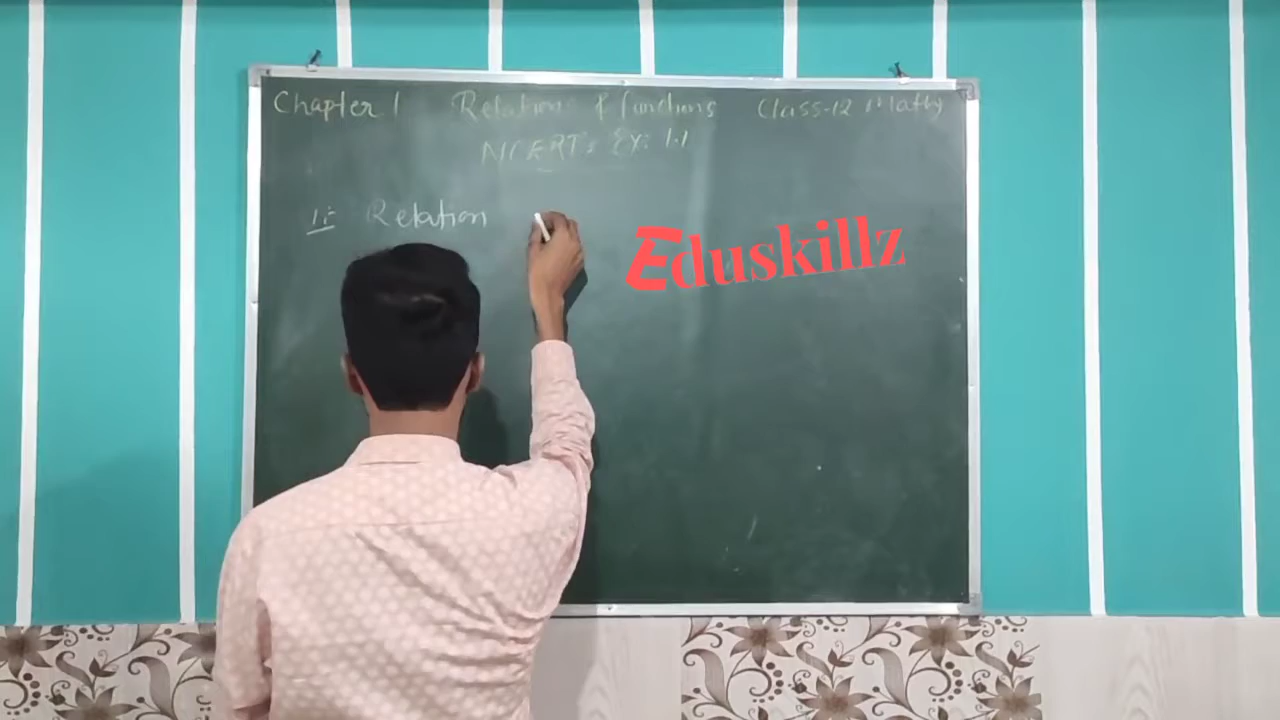 Chapter 1 Relations & functions Class-12 Maths
NCERT: Ex: 1.1
1:- Relation
Eduskillz